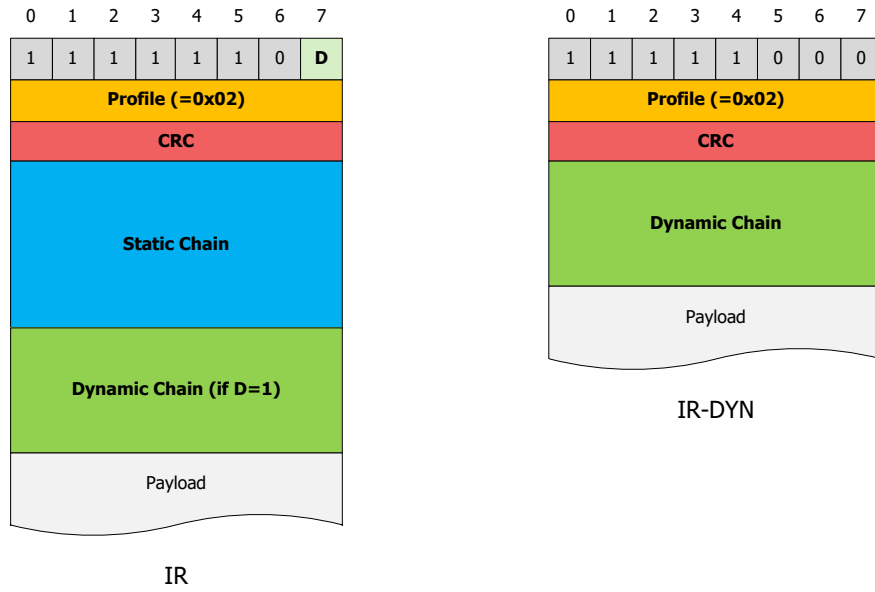 0 1 2 3 4 5 6 7
1 1 1 1 1 1 0 D
Profile (=0x02)
CRC
Static Chain
Dynamic Chain (if D=1)
Payload
IR
0 1 2 3 4 5 6 7
1 1 1 1 1 0 0 0
Profile (=0x02)
CRC
Dynamic Chain
Payload
IR-DYN